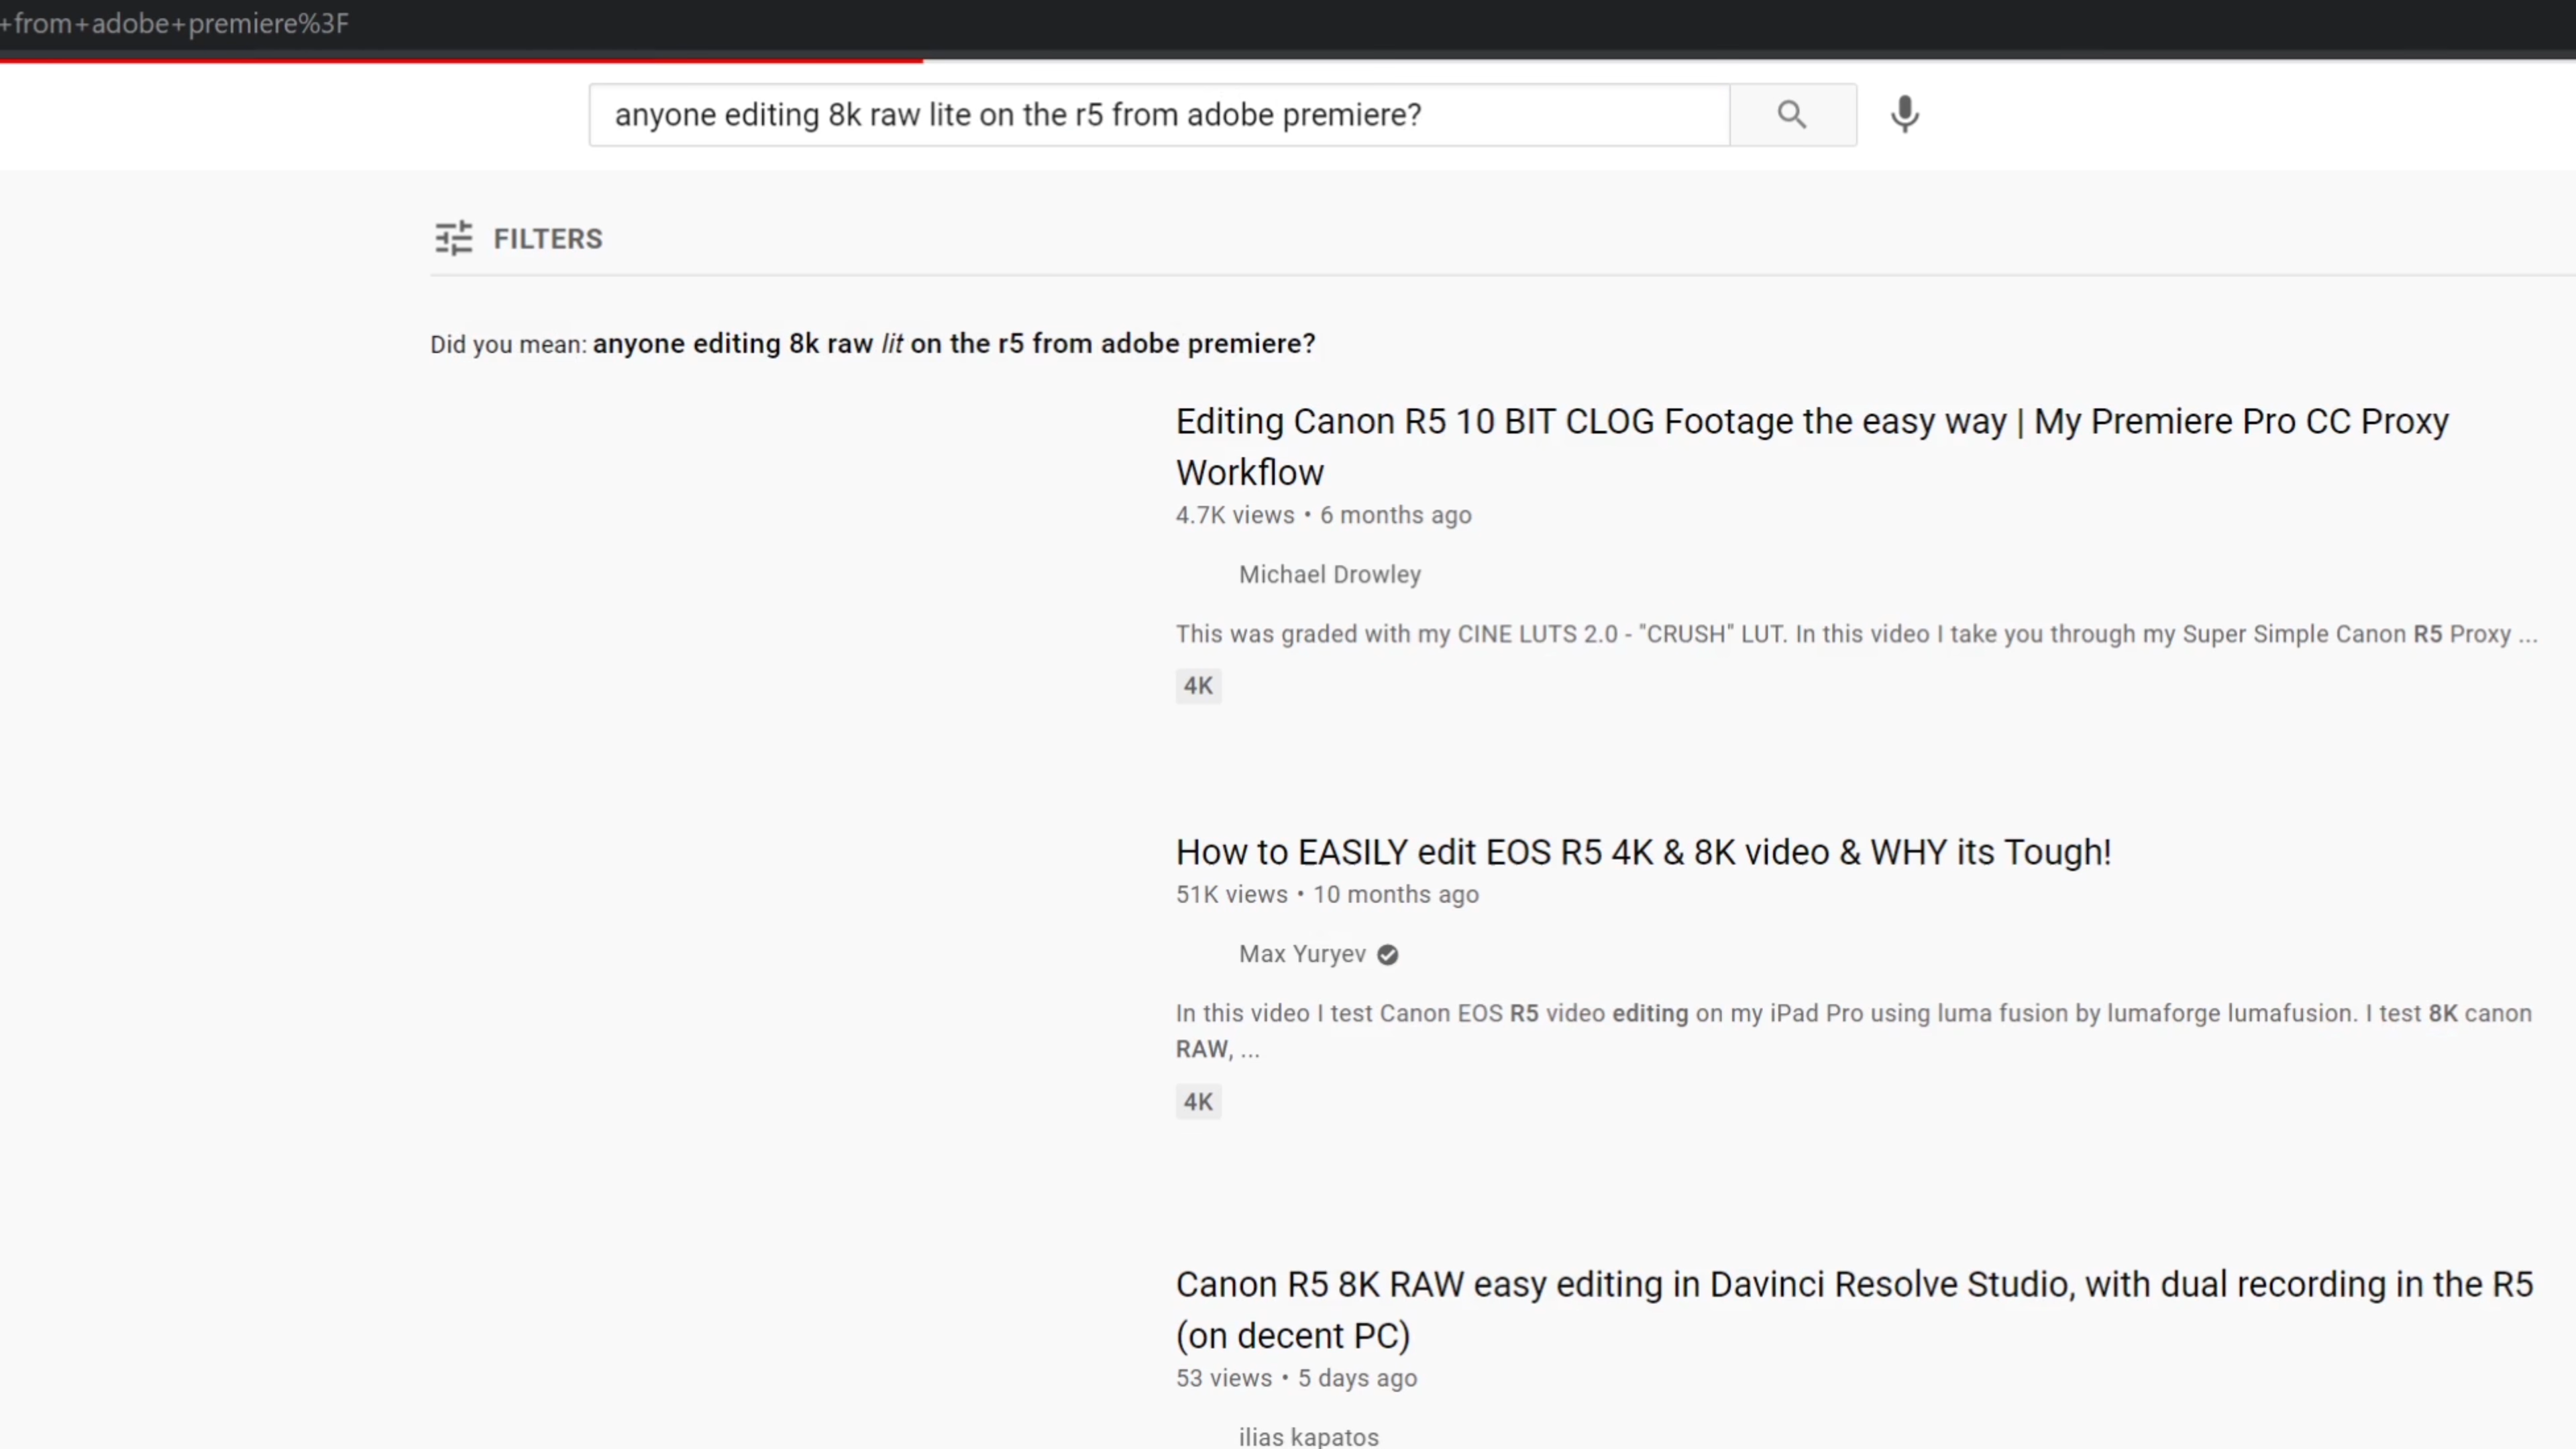 +from+adobe+premiere%3F
anyone editing 8k raw lite on the r5 from adobe premiere?
FILTERS
Did you mean: anyone editing 8k raw lit on the r5 from adobe premiere?
Editing Canon R5 10 BIT CLOG Footage the easy way | My Premiere Pro CC Proxy
Workflow
4.7K views • 6 months ago
Michael Drowley
This was graded with my CINE LUTS 2.0 - "CRUSH" LUT. In this video I take you through my Super Simple Canon R5 Proxy ...
4K
How to EASILY edit EOS R5 4K & 8K video & WHY its Tough!
51K views • 10 months ago
Max Yuryev
In this video I test Canon EOS R5 video editing on my iPad Pro using luma fusion by lumaforge lumafusion. I test 8K canon
RAW, ...
4K
Canon R5 8K RAW easy editing in Davinci Resolve Studio, with dual recording in the R5
(on decent PC)
53 views • 5 days ago
ilias kapatos